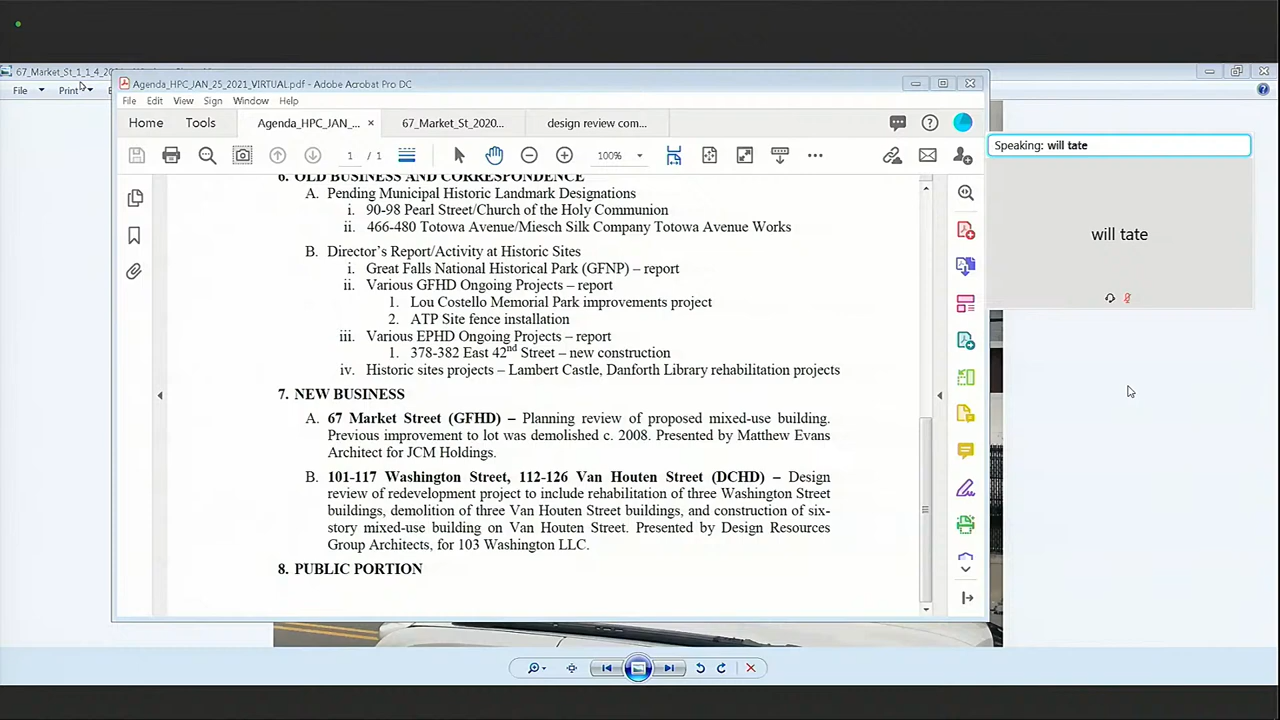 67_Market_St_1_1_4_20
File
Print
Agenda_HPC_JAN_25_2021_VIRTUAL.pdf - Adobe Acrobat Pro DC
File Edit View Sign Window Help
Home Tools Agenda_HPC_JAN_... × 67_Market_St_2020... design review com...
1 / 1 100%
Speaking: will tate
will tate
6. OLD BUSINESS AND CORRESPONDENCE
A. Pending Municipal Historic Landmark Designations
i. 90-98 Pearl Street/Church of the Holy Communion
ii. 466-480 Totowa Avenue/Miesch Silk Company Totowa Avenue Works
B. Director's Report/Activity at Historic Sites
i. Great Falls National Historical Park (GFNP) – report
ii. Various GFHD Ongoing Projects – report
1. Lou Costello Memorial Park improvements project
2. ATP Site fence installation
iii. Various EPHD Ongoing Projects – report
1. 378-382 East 42nd Street – new construction
iv. Historic sites projects – Lambert Castle, Danforth Library rehabilitation projects
7. NEW BUSINESS
A. 67 Market Street (GFHD) – Planning review of proposed mixed-use building.
Previous improvement to lot was demolished c. 2008. Presented by Matthew Evans
Architect for JCM Holdings.
B. 101-117 Washington Street, 112-126 Van Houten Street (DCHD) – Design
review of redevelopment project to include rehabilitation of three Washington Street
buildings, demolition of three Van Houten Street buildings, and construction of six-
story mixed-use building on Van Houten Street. Presented by Design Resources
Group Architects, for 103 Washington LLC.
8. PUBLIC PORTION